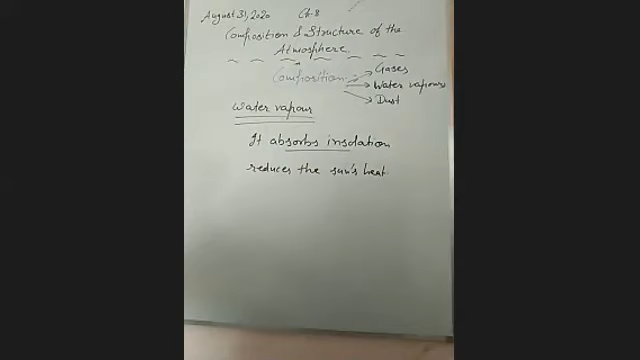 August 31, 2020 Ch-8
Composition & Structure of the
Atmosphere
Composition
Gases
Water vapours
Dust
Water vapour
It absorbs insolation
reduces the sun's heat